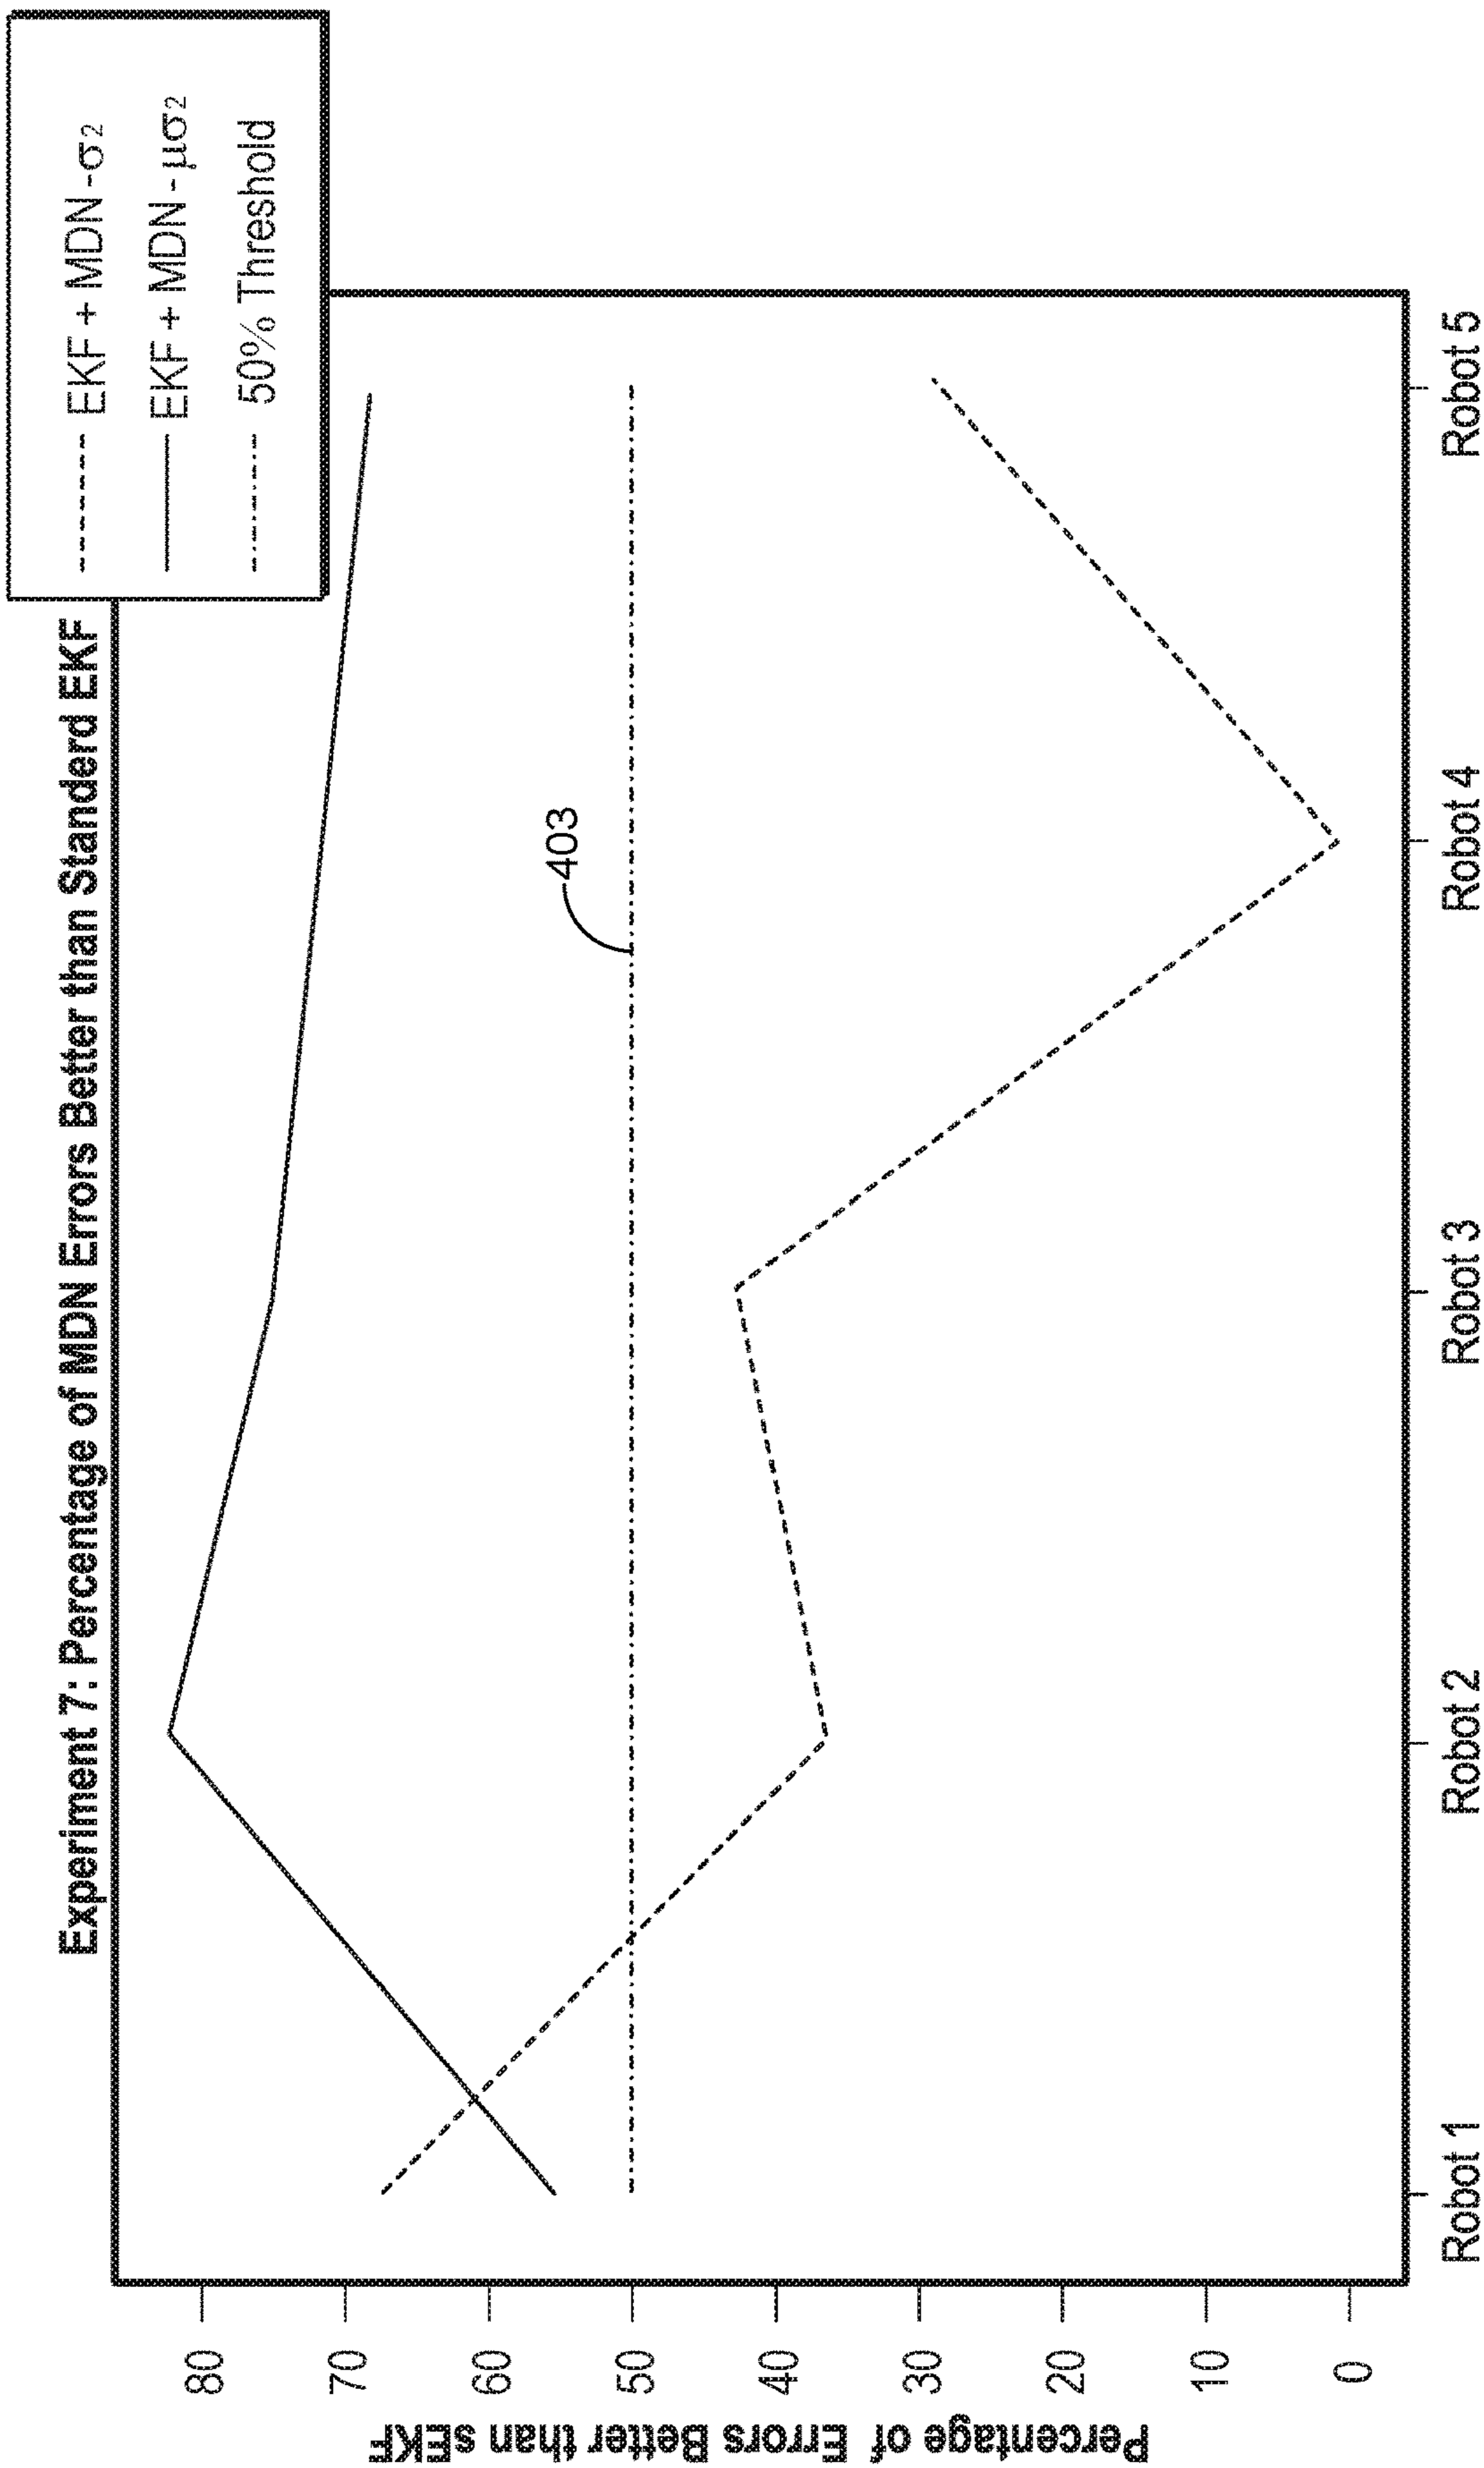 Experiment 7: Percentage of MDN Errors Better than Standerd EKF
EKF + MDN -σ2
EKF + MDN - μσ2
50% Threshold
403
Percentage of Errors Better than sEKF
80
70
60
50
40
30
20
10
0
Robot 1
Robot 2
Robot 3
Robot 4
Robot 5